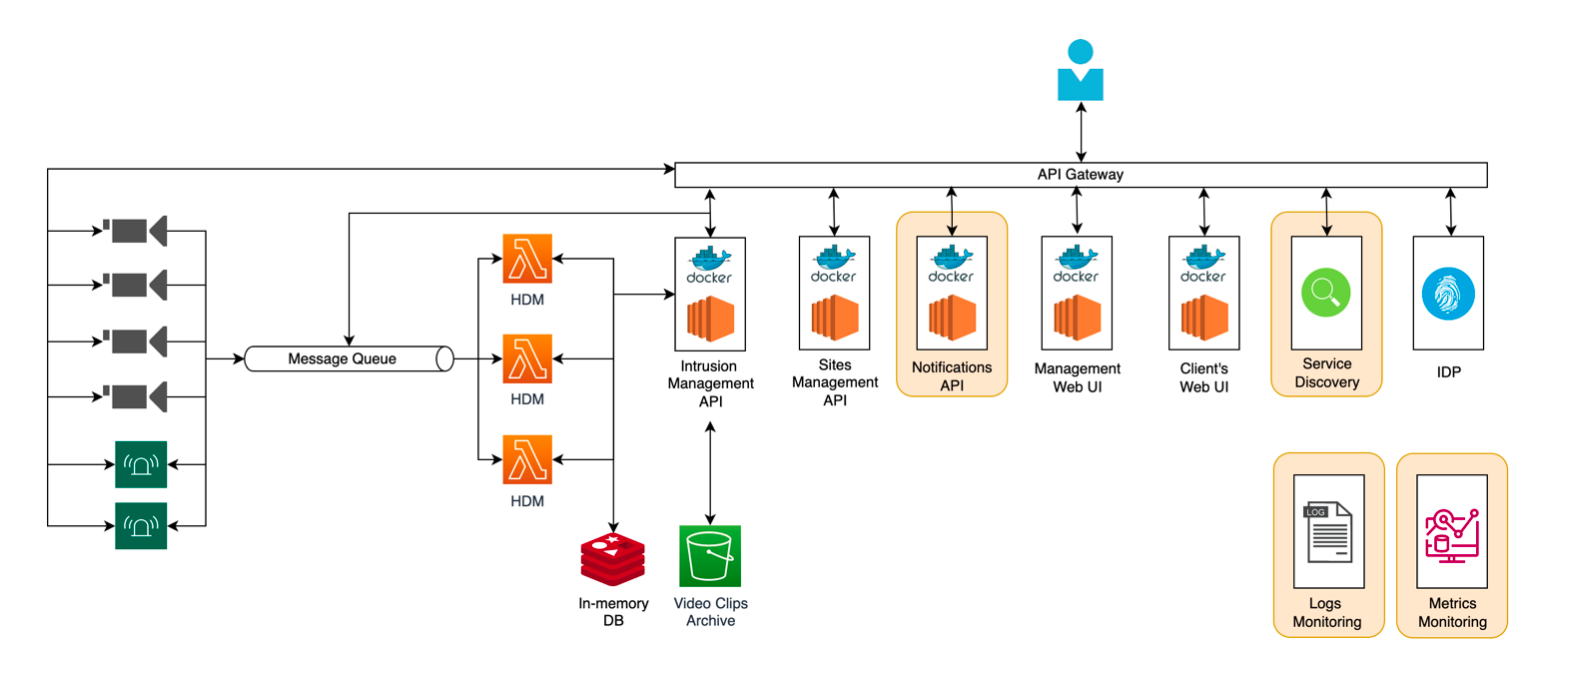 API Gateway
docker
docker
docker
docker
docker
HDM
Message Queue
HDM
HDM
Intrusion
Management
API
Sites
Management
API
Notifications
API
Management
Web UI
Client's
Web UI
Service
Discovery
IDP
In-memory
DB
Video Clips
Archive
LOG
Logs
Monitoring
Metrics
Monitoring